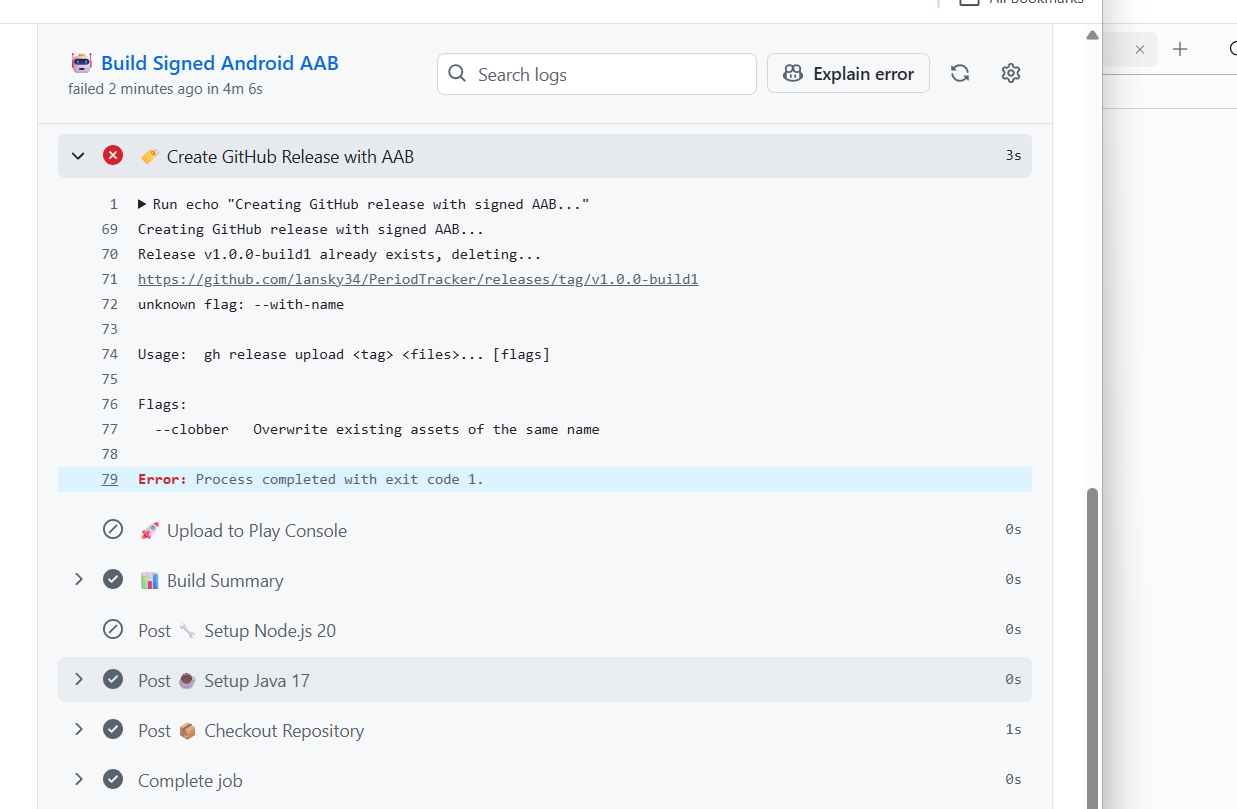 Build Signed Android AAB
failed 2 minutes ago in 4m 6s
Search logs
Explain error
Create GitHub Release with AAB
3s
1 Run echo "Creating GitHub release with signed AAB..."
69 Creating GitHub release with signed AAB...
70 Release v1.0.0-build1 already exists, deleting...
71 https://github.com/lansky34/PeriodTracker/releases/tag/v1.0.0-build1
72 unknown flag: --with-name
73
74 Usage:  gh release upload <tag> <files>... [flags]
75
76 Flags:
77   --clobber   Overwrite existing assets of the same name
78
79 Error: Process completed with exit code 1.
Upload to Play Console 0s
Build Summary 0s
Post Setup Node.js 20 0s
Post Setup Java 17 0s
Post Checkout Repository 1s
Complete job 0s